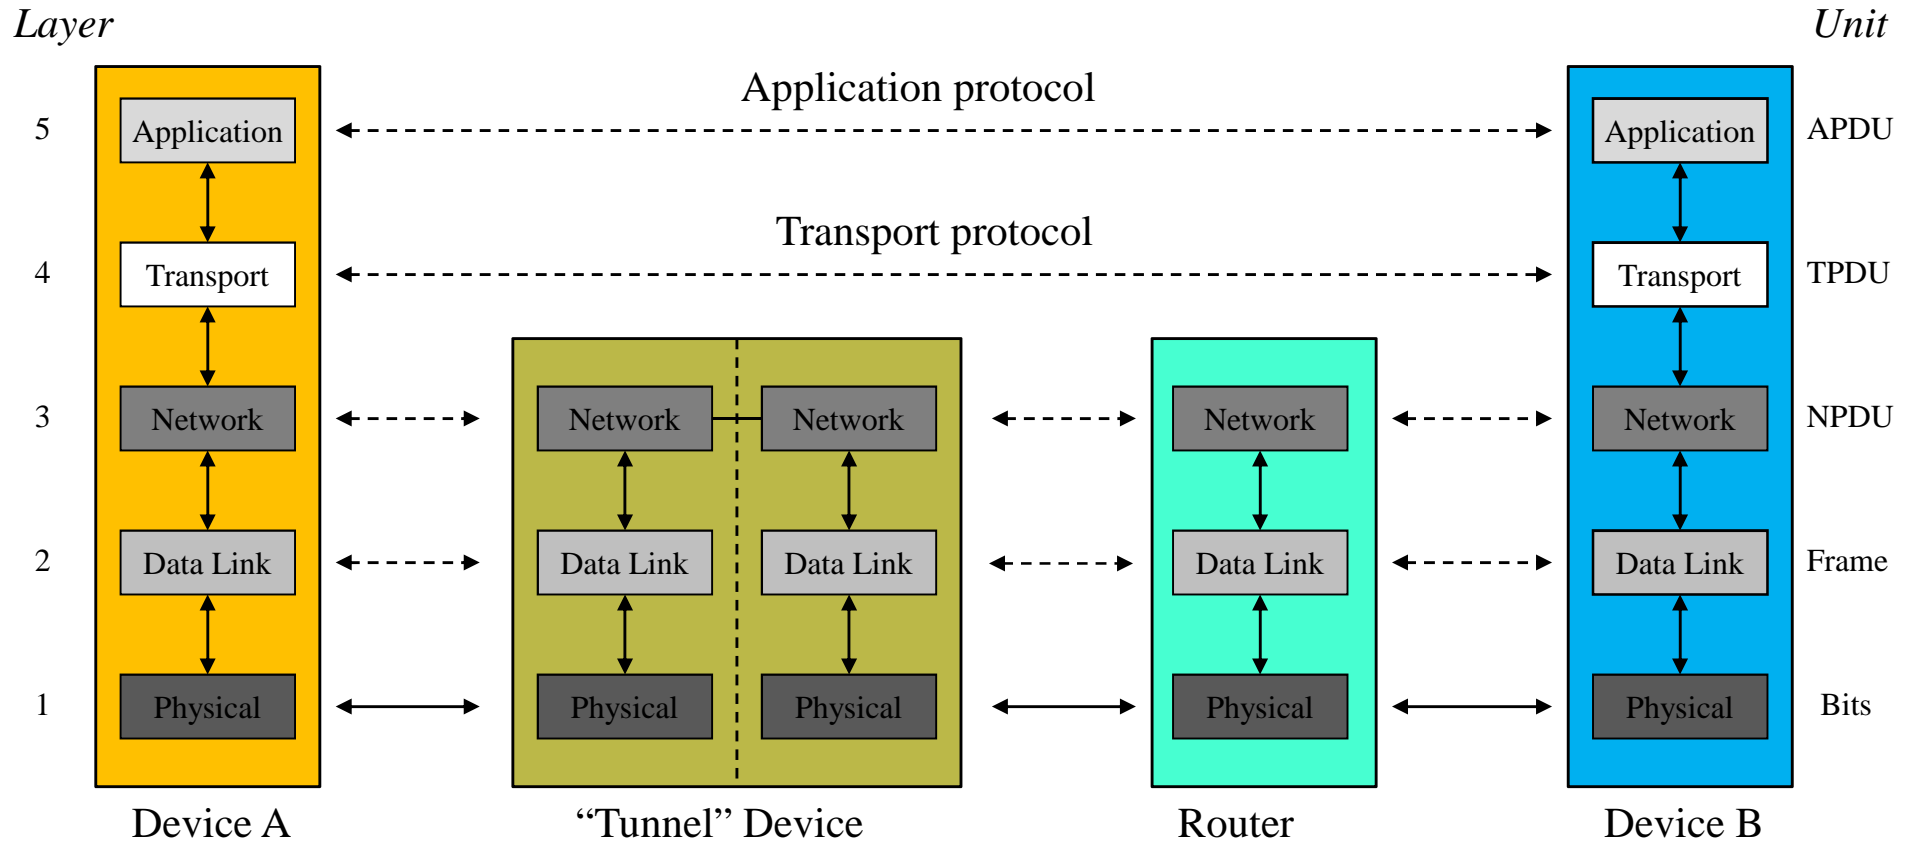 Layer
Unit
Application protocol
5
Application
Application
APDU
Transport protocol
4
Transport
Transport
TPDU
3
Network
Network
Network
Network
Network
NPDU
2
Data Link
Data Link
Data Link
Data Link
Data Link
Frame
1
Physical
Physical
Physical
Physical
Physical
Bits
Device A
“Tunnel” Device
Router
Device B